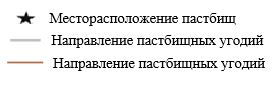 Месторасположение пастбищ
Направление пастбищных угодий
Направление пастбищных угодий